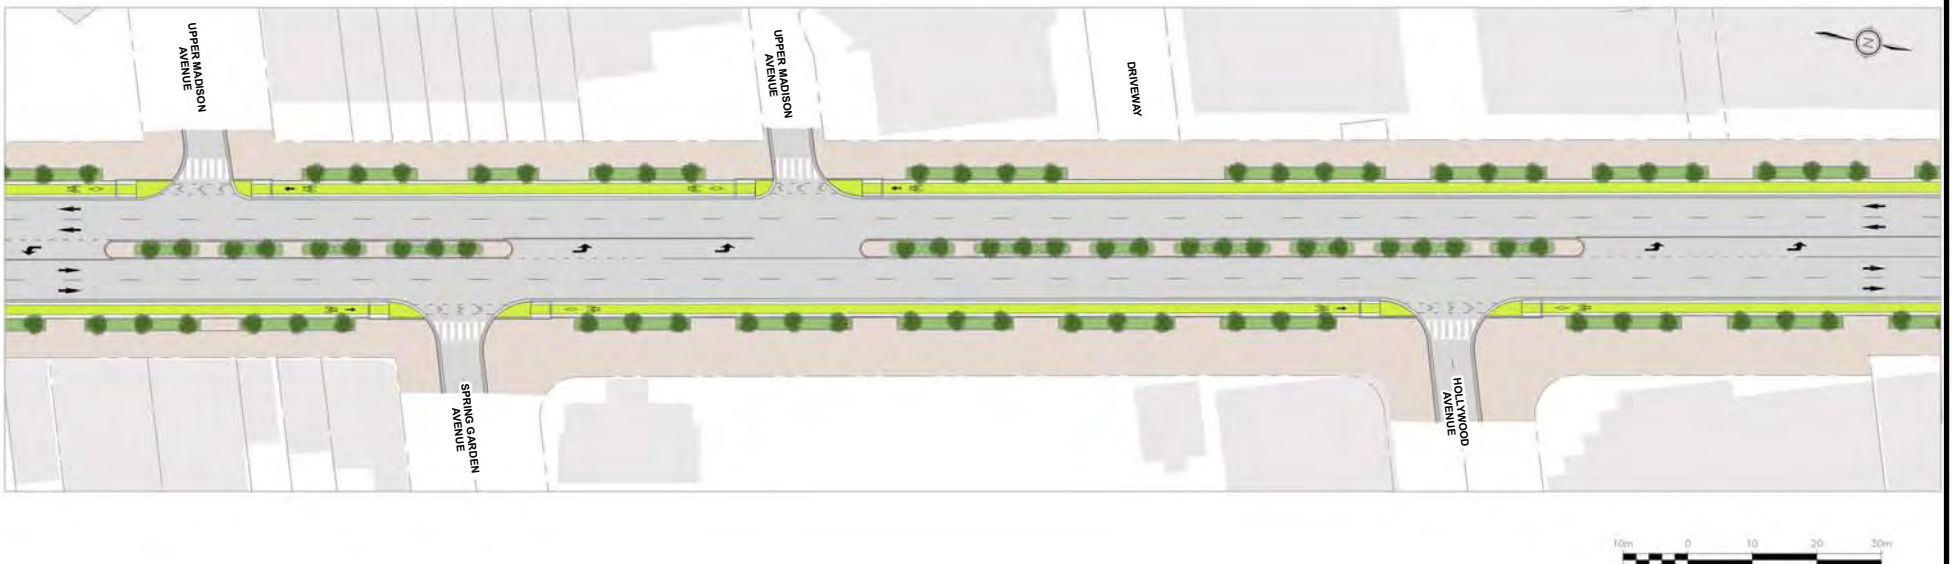 UPPER MADISON
AVENUE
UPPER MADISON
AVENUE
DRIVEWAY
N
SPRING GARDEN
AVENUE
HOLLYWOOD
AVENUE
10m 0 10 20 30m